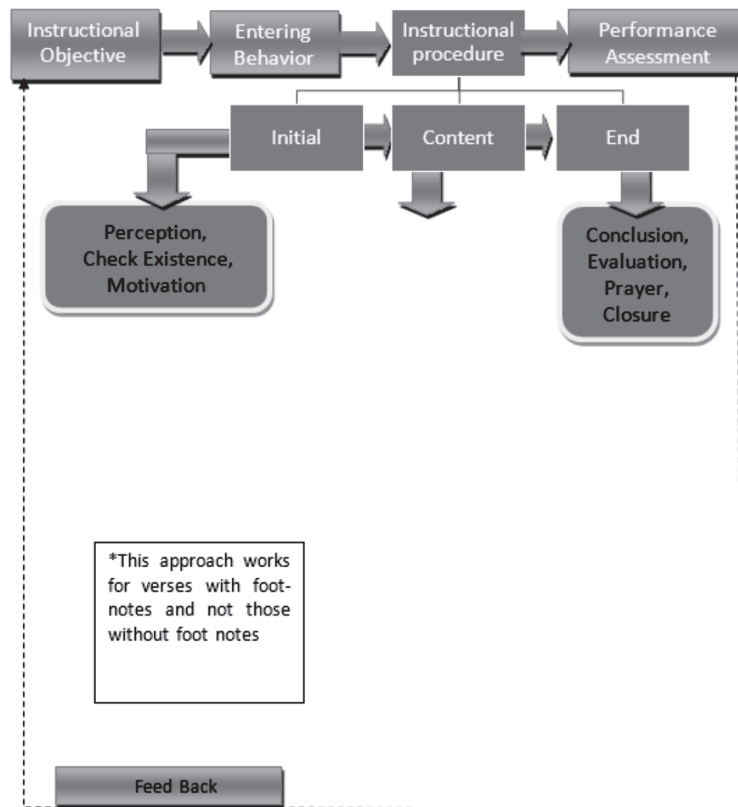 Instructional
Objective
Entering
Behavior
Instructional
procedure
Performance
Assessment
Initial
Content
End
Perception,
Check Existence,
Motivation
Conclusion,
Evaluation,
Prayer,
Closure
*This approach works
for verses with foot-
notes and not those
without foot notes
Feed Back